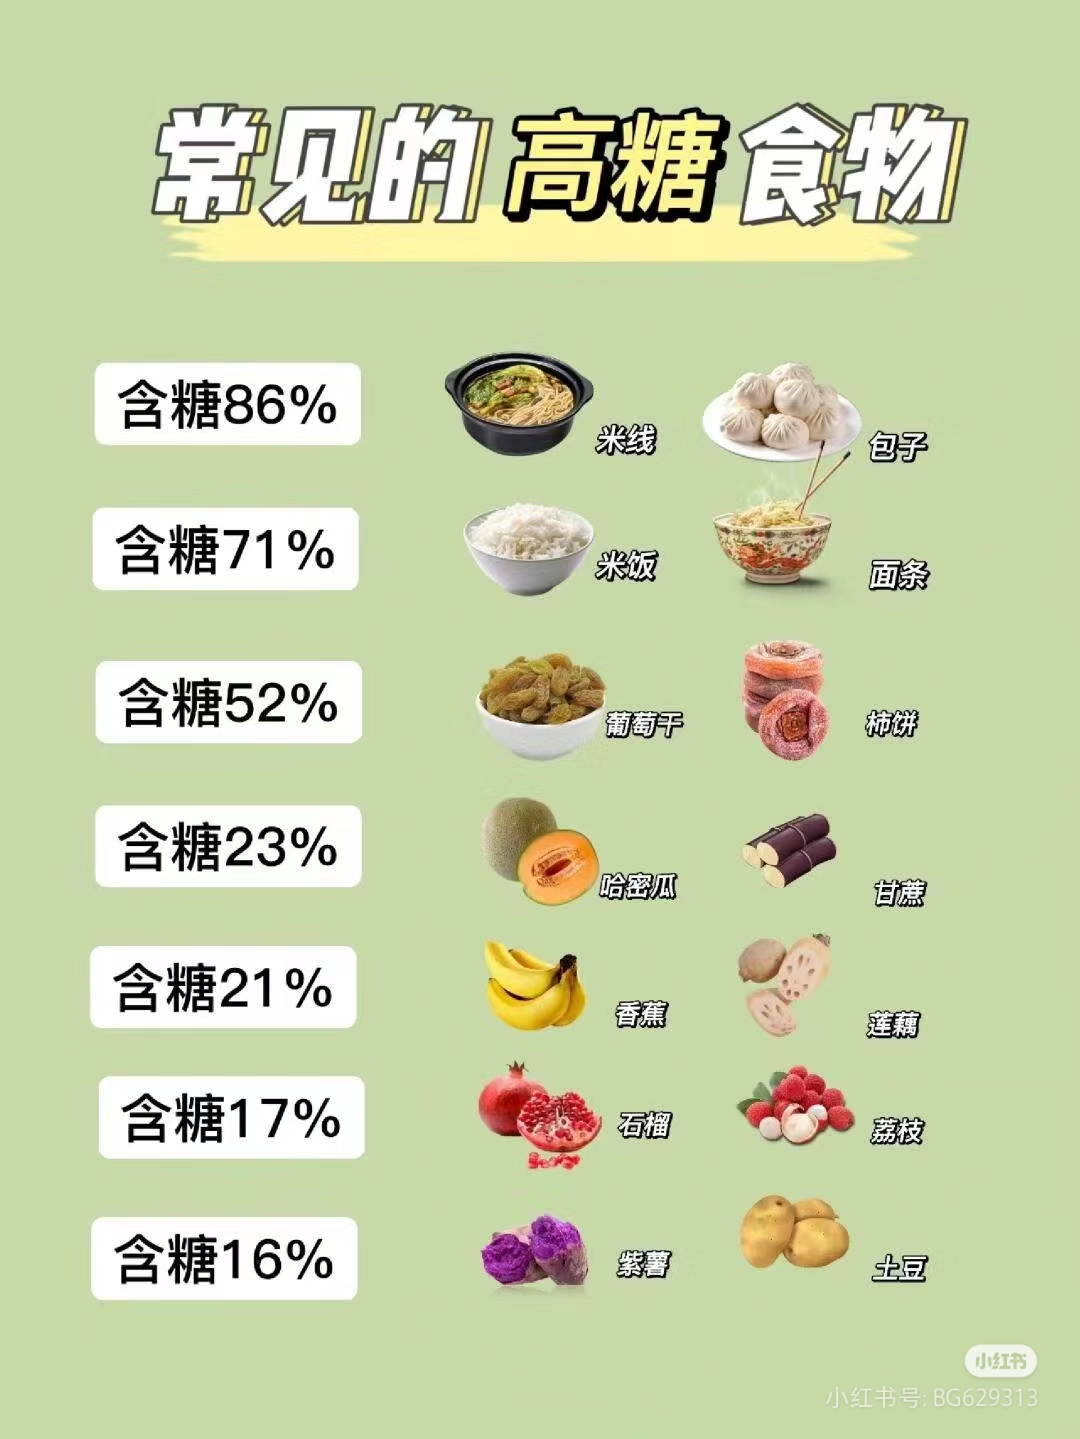 常见的高糖食物
含糖86%
米线
包子
含糖71%
米饭
面条
含糖52%
葡萄干
柿饼
含糖23%
哈密瓜
甘蔗
含糖21%
香蕉
莲藕
含糖17%
石榴
荔枝
含糖16%
紫薯
土豆
小红书
小红书号: BG629313